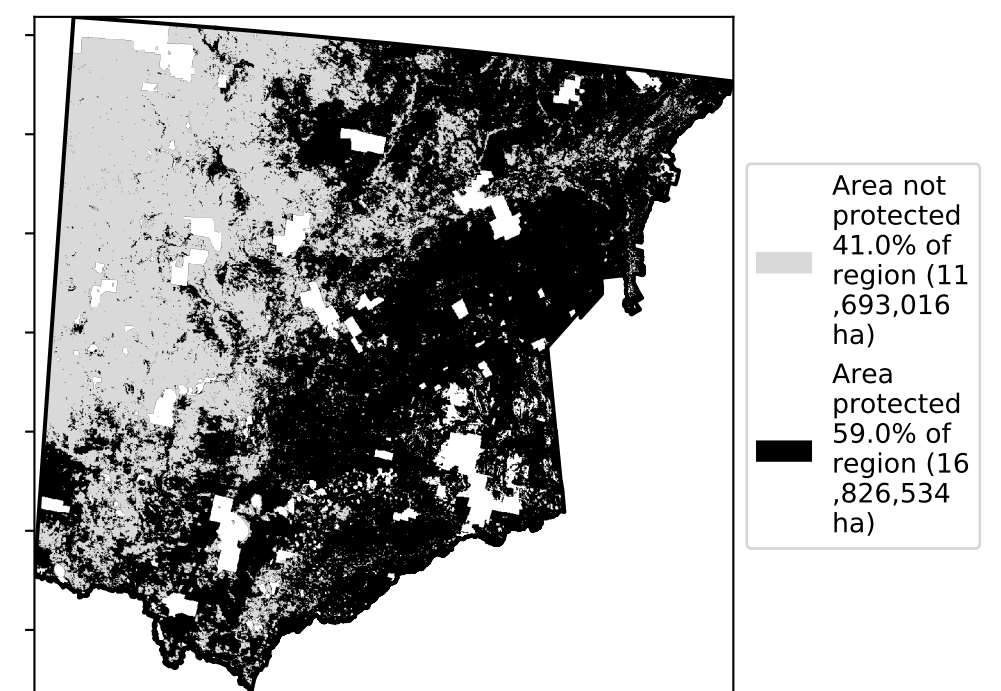 Area not
protected
41.0% of
region (11
,693,016
ha)
Area
protected
59.0% of
region (16
,826,534
ha)